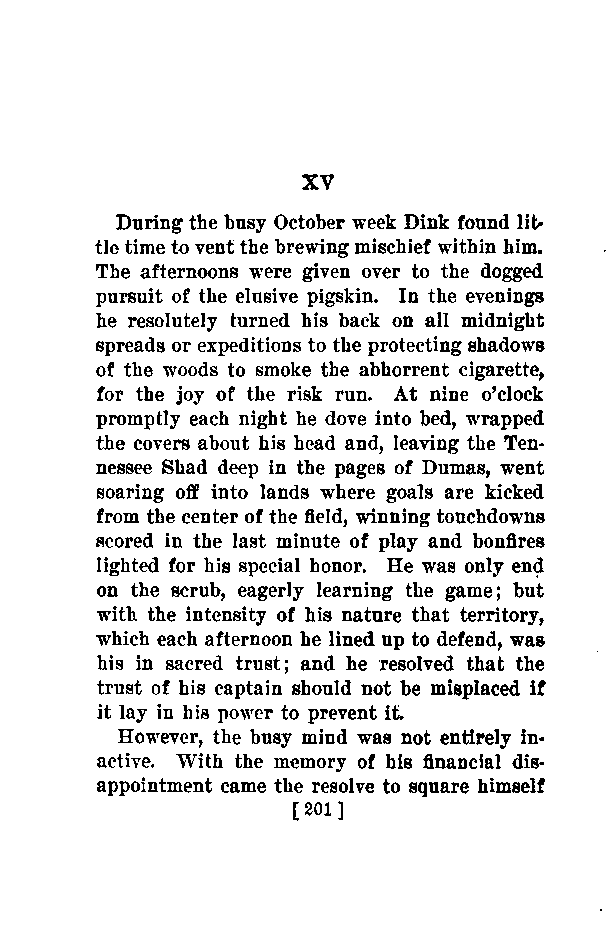 XV
During the busy October week Dink found lit-
tle time to vent the brewing mischief within him.
The afternoons were given over to the dogged
pursuit of the elusive pigskin. In the evenings
he resolutely turned his back on all midnight
spreads or expeditions to the protecting shadows
of the woods to smoke the abhorrent cigarette,
for the joy of the risk run. At nine o'clock
promptly each night he dove into bed, wrapped
the covers about his head and, leaving the Ten-
nessee Shad deep in the pages of Dumas, went
soaring off into lands where goals are kicked
from the center of the field, winning touchdowns
scored in the last minute of play and bonfires
lighted for his special honor. He was only end
on the scrub, eagerly learning the game; but
with the intensity of his nature that territory,
which each afternoon he lined up to defend, was
his in sacred trust; and he resolved that the
trust of his captain should not be misplaced if
it lay in his power to prevent it.
However, the busy mind was not entirely in-
active. With the memory of his financial dis-
appointment came the resolve to square himself
[ 201 ]